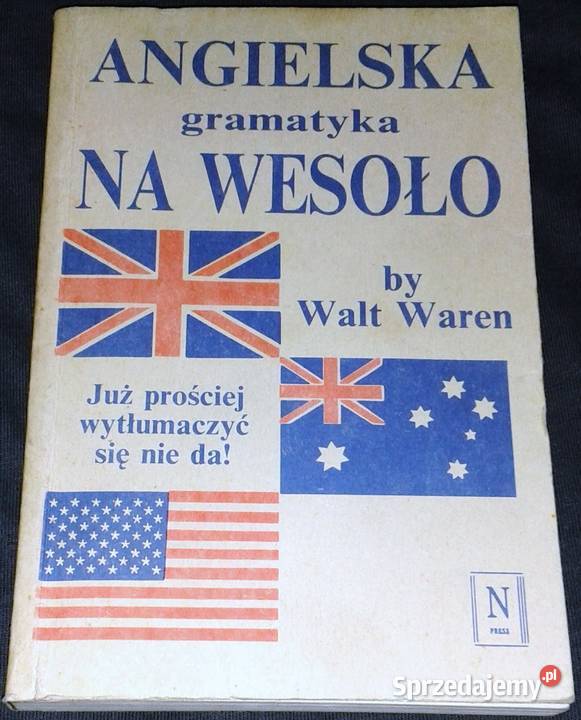 ANGIELSKA
gramatyka
NA WESOŁO
by
Walt Waren
Już prościej
wytłumaczyć
się nie da!
N
PRESS
Sprzedajemy.pl